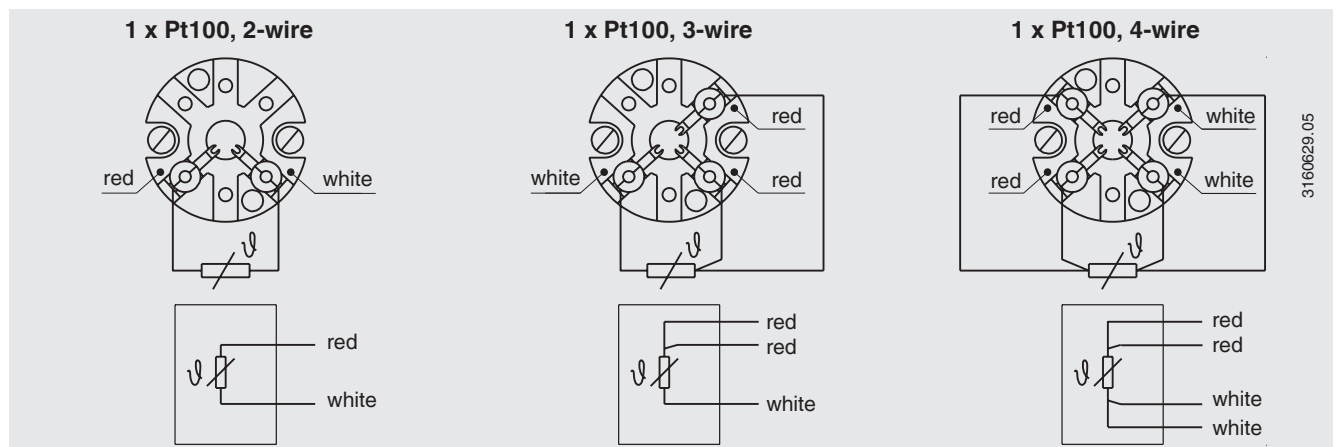 1 x Pt100, 2-wire
red
white
ϑ
ϑ
red
white
1 x Pt100, 3-wire
red
white
red
ϑ
ϑ
red
red
white
1 x Pt100, 4-wire
red
white
red
white
ϑ
ϑ
red
red
white
white
3160629.05